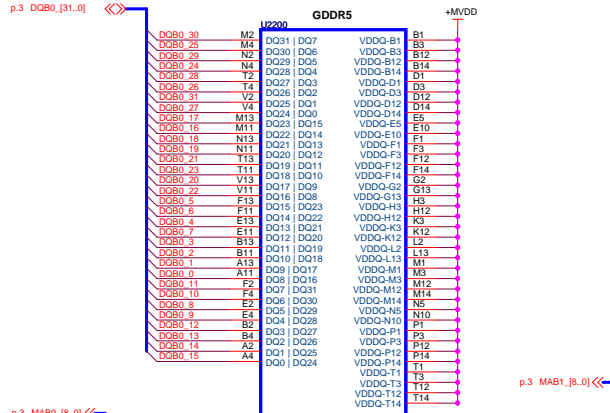 p.3 DQB0_[31..0]
GDDR5
+MVDD
U2200
DQB0_30 M2 DQ31 | DQ7 VDDQ-B1 B1
DQB0_25 M4 DQ30 | DQ6 VDDQ-B3 B3
DQB0_29 N2 DQ29 | DQ5 VDDQ-B12 B12
DQB0_24 N4 DQ28 | DQ4 VDDQ-B14 B14
DQB0_28 T2 DQ27 | DQ3 VDDQ-D1 D1
DQB0_26 T4 DQ26 | DQ2 VDDQ-D3 D3
DQB0_31 V2 DQ25 | DQ1 VDDQ-D12 D12
DQB0_27 V4 DQ24 | DQ0 VDDQ-D14 D14
DQB0_17 M13 DQ23 | DQ15 VDDQ-E5 E5
DQB0_16 M11 DQ22 | DQ14 VDDQ-E10 E10
DQB0_18 N13 DQ21 | DQ13 VDDQ-F1 F1
DQB0_19 N11 DQ20 | DQ12 VDDQ-F3 F3
DQB0_21 T13 DQ19 | DQ11 VDDQ-F12 F12
DQB0_23 T11 DQ18 | DQ10 VDDQ-F14 F14
DQB0_20 V13 DQ17 | DQ9 VDDQ-G2 G2
DQB0_22 V11 DQ16 | DQ8 VDDQ-G13 G13
DQB0_5 F13 DQ15 | DQ23 VDDQ-H3 H3
DQB0_6 F11 DQ14 | DQ22 VDDQ-H12 H12
DQB0_4 E13 DQ13 | DQ21 VDDQ-K3 K3
DQB0_7 E11 DQ12 | DQ20 VDDQ-K12 K12
DQB0_3 B13 DQ11 | DQ19 VDDQ-L2 L2
DQB0_2 B11 DQ10 | DQ18 VDDQ-L13 L13
DQB0_1 A13 DQ9 | DQ17 VDDQ-M1 M1
DQB0_0 A11 DQ8 | DQ16 VDDQ-M3 M3
DQB0_11 F2 DQ7 | DQ31 VDDQ-M12 M12
DQB0_10 F4 DQ6 | DQ30 VDDQ-M14 M14
DQB0_8 E2 DQ5 | DQ29 VDDQ-N5 N5
DQB0_9 E4 DQ4 | DQ28 VDDQ-N10 N10
DQB0_12 B2 DQ3 | DQ27 VDDQ-P1 P1
DQB0_13 B4 DQ2 | DQ26 VDDQ-P3 P3
DQB0_14 A2 DQ1 | DQ25 VDDQ-P12 P12
DQB0_15 A4 DQ0 | DQ24 VDDQ-P14 P14
VDDQ-T1 T1
VDDQ-T3 T3
VDDQ-T12 T12
VDDQ-T14 T14
p.3 MAB1_[8..0]
p.3 MAB0_[8..0]